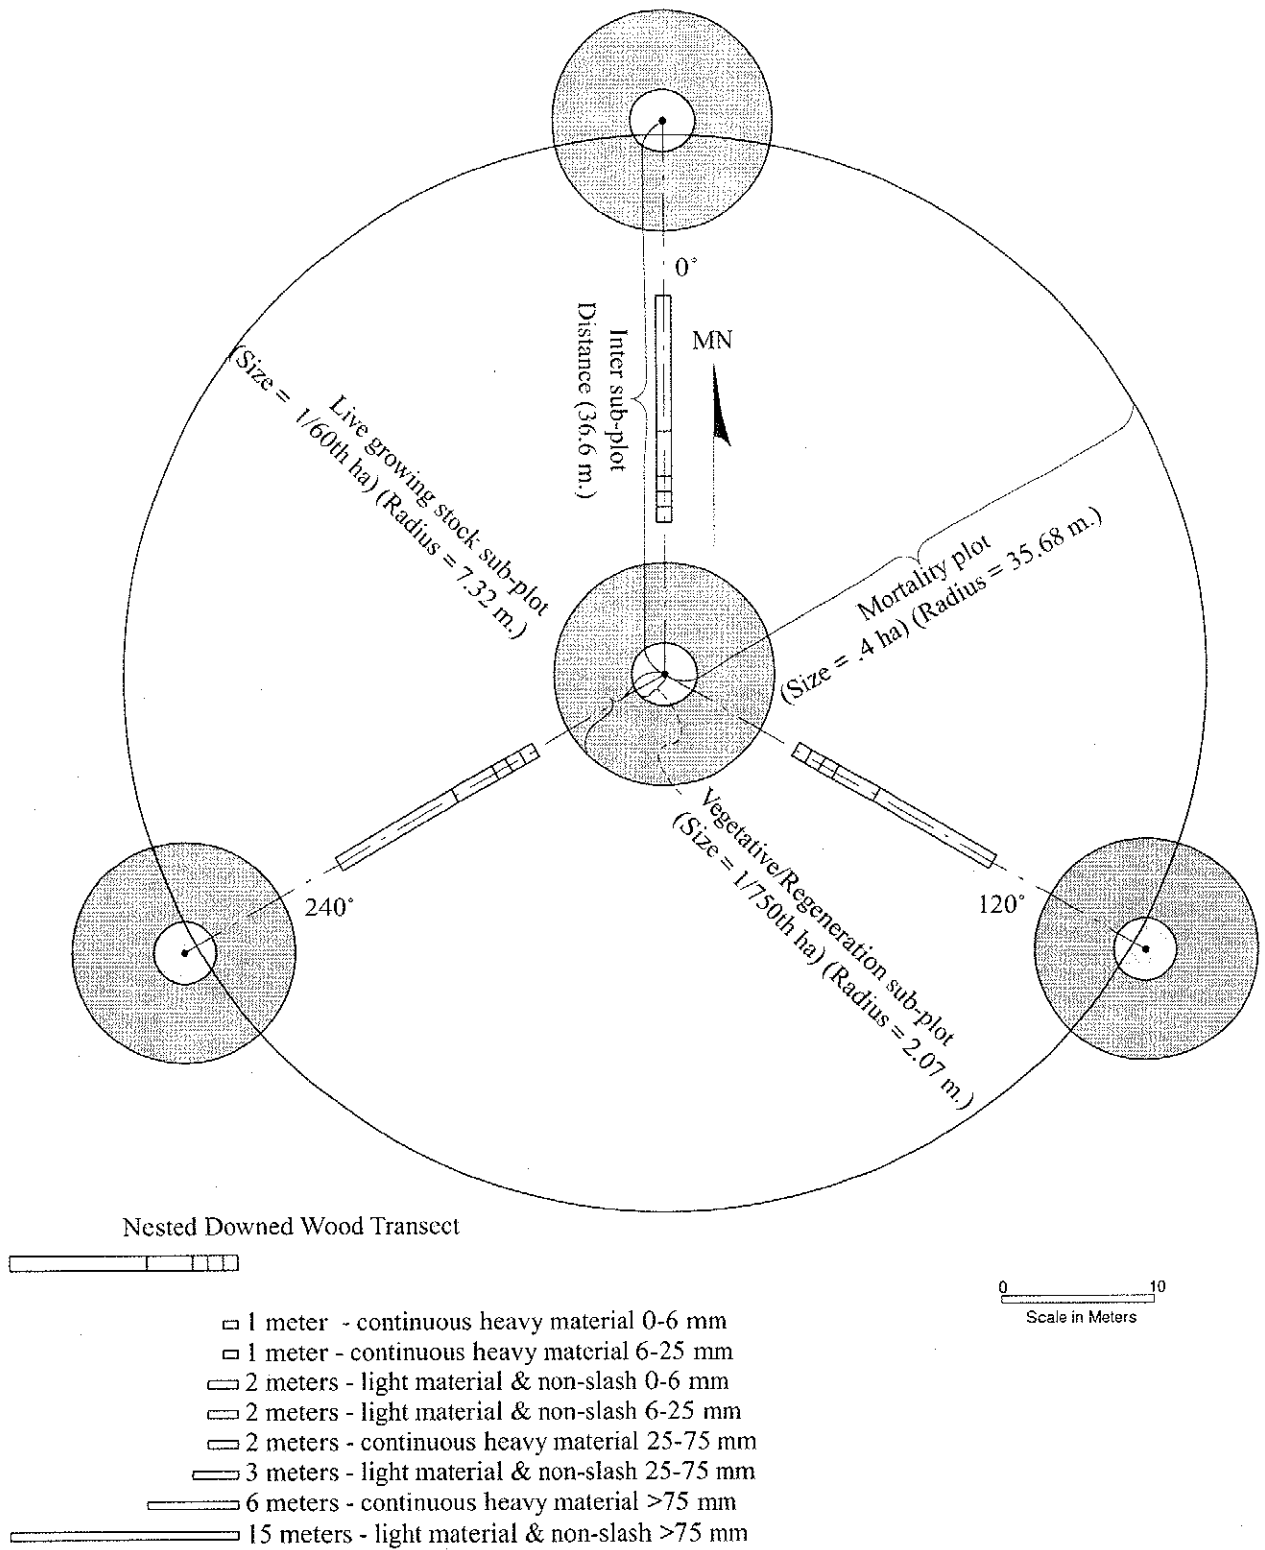 0°
MN
Inter sub-plot
Distance (36.6 m.)
Live growing stock sub-plot
(Size = 1/60th ha) (Radius = 7.32 m.)
Mortality plot
(Size = .4 ha) (Radius = 35.68 m.)
Vegetative/Regeneration sub-plot
(Size = 1/750th ha) (Radius = 2.07 m.)
240°
120°
Nested Downed Wood Transect
1 meter - continuous heavy material 0-6 mm
1 meter - continuous heavy material 6-25 mm
2 meters - light material & non-slash 0-6 mm
2 meters - light material & non-slash 6-25 mm
2 meters - continuous heavy material 25-75 mm
3 meters - light material & non-slash 25-75 mm
6 meters - continuous heavy material >75 mm
15 meters - light material & non-slash >75 mm
0 10
Scale in Meters